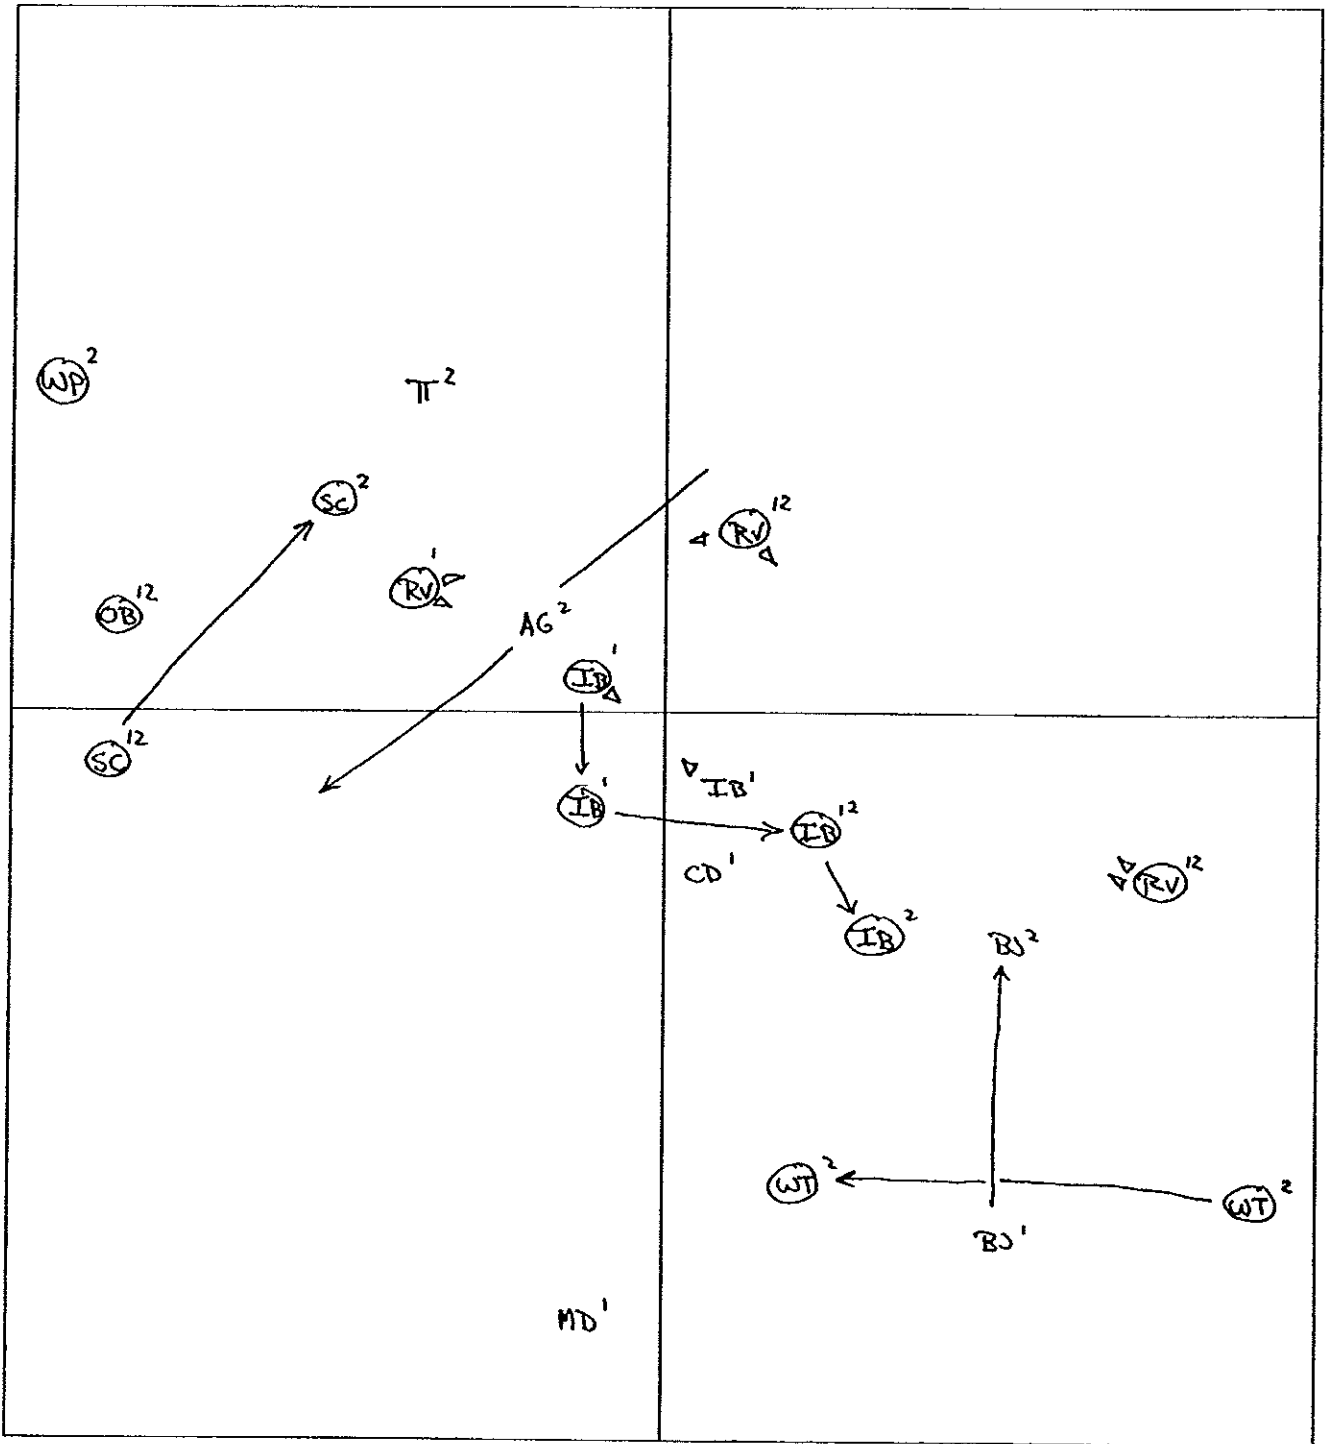 WP²
π²
SC²
RV¹²
RV¹
OB¹²
AG²
IB¹
SC¹²
IB¹
IB¹
IB¹²
CD¹
RV¹²
IB²
BJ²
WT²
WT²
BJ¹
MD¹